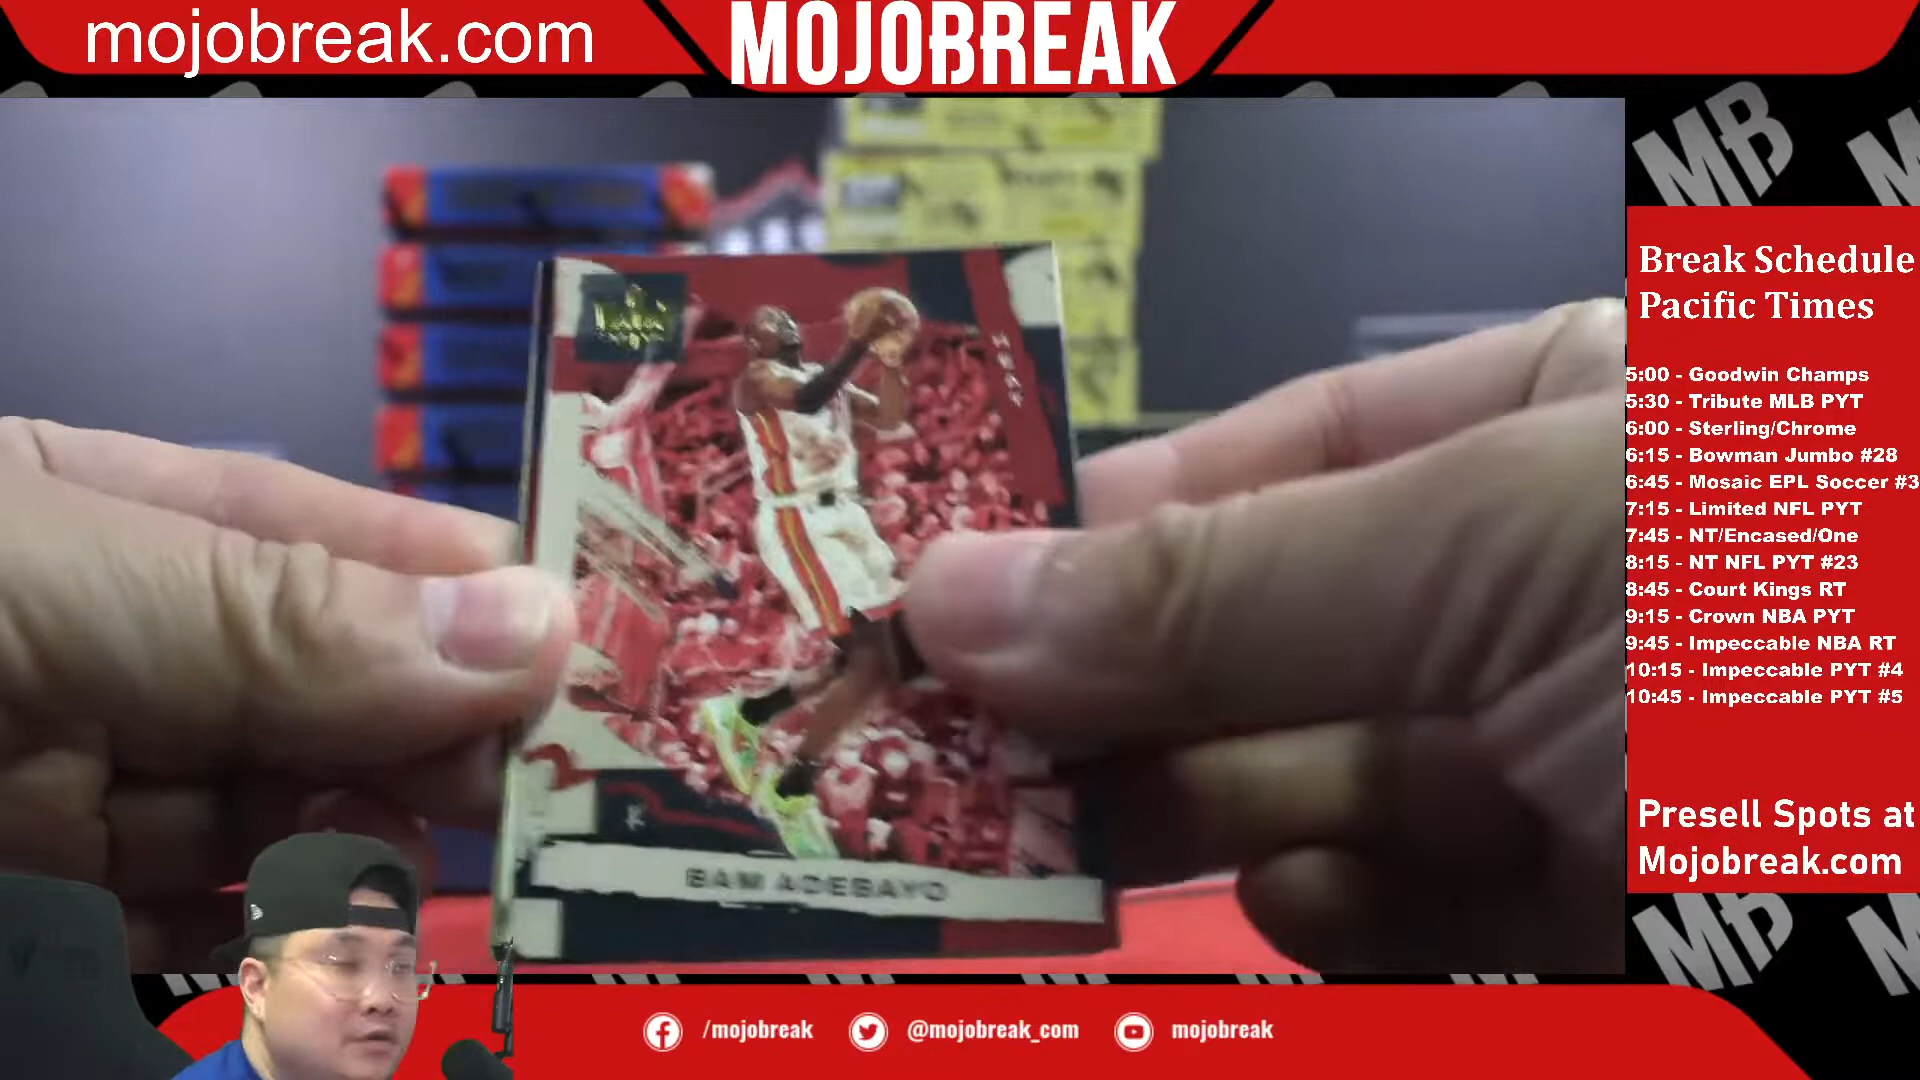 mojobreak.com
MOJOBREAK
MB
Break Schedule
Pacific Times
5:00 - Goodwin Champs
5:30 - Tribute MLB PYT
6:00 - Sterling/Chrome
6:15 - Bowman Jumbo #28
6:45 - Mosaic EPL Soccer #3
7:15 - Limited NFL PYT
7:45 - NT/Encased/One
8:15 - NT NFL PYT #23
8:45 - Court Kings RT
9:15 - Crown NBA PYT
9:45 - Impeccable NBA RT
10:15 - Impeccable PYT #4
10:45 - Impeccable PYT #5
Presell Spots at
Mojobreak.com
MB
HEAT
BAM ADEBAYO
/mojobreak
@mojobreak_com
mojobreak